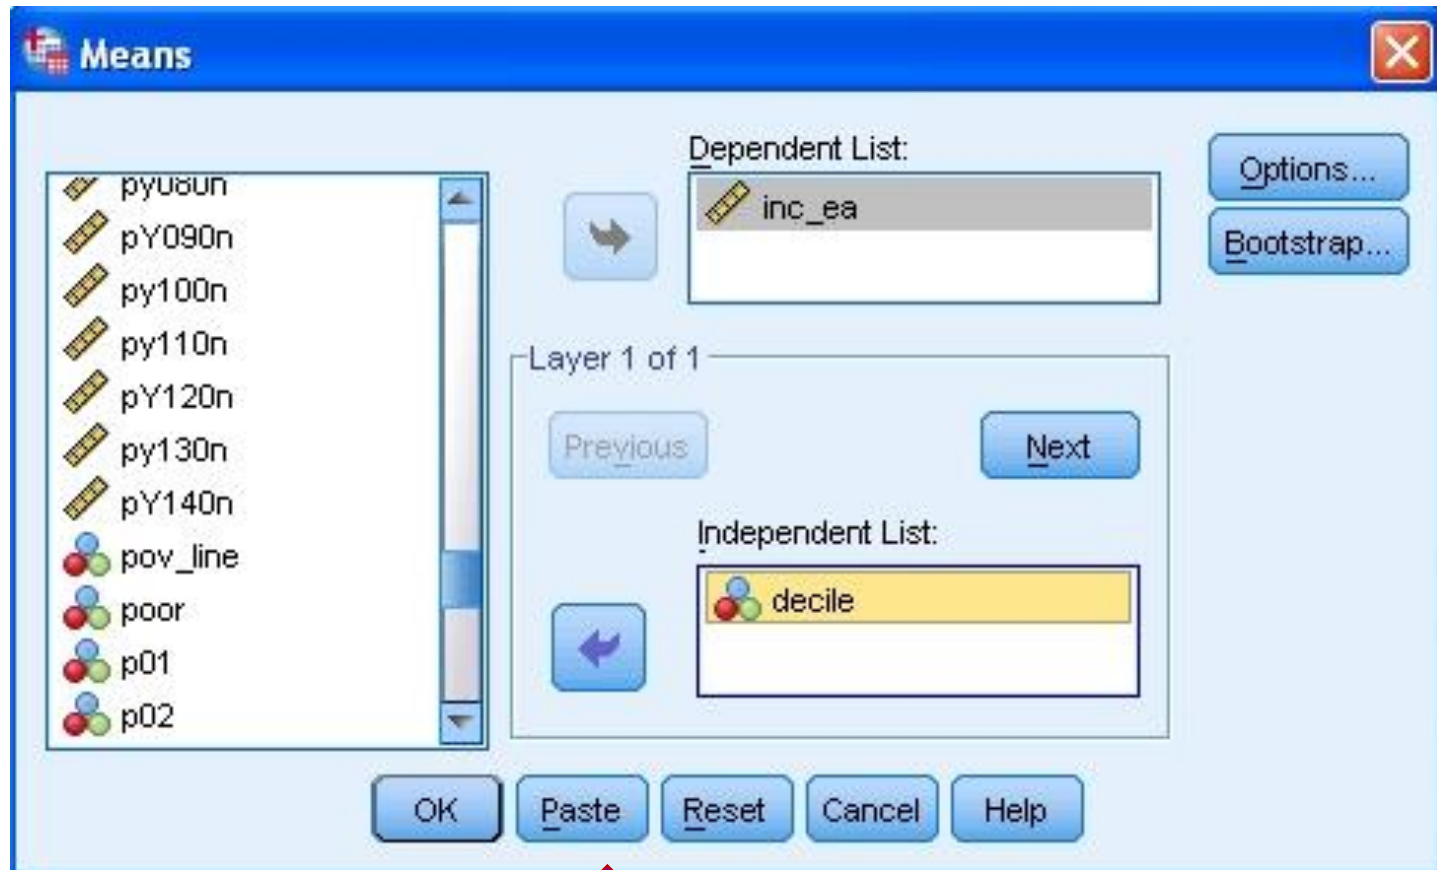 Means
py080n
pY090n
py100n
py110n
pY120n
py130n
pY140n
pov_line
poor
p01
p02
Dependent List:
inc_ea
Options...
Bootstrap...
Layer 1 of 1
Previous
Next
Independent List:
decile
OK
Paste
Reset
Cancel
Help